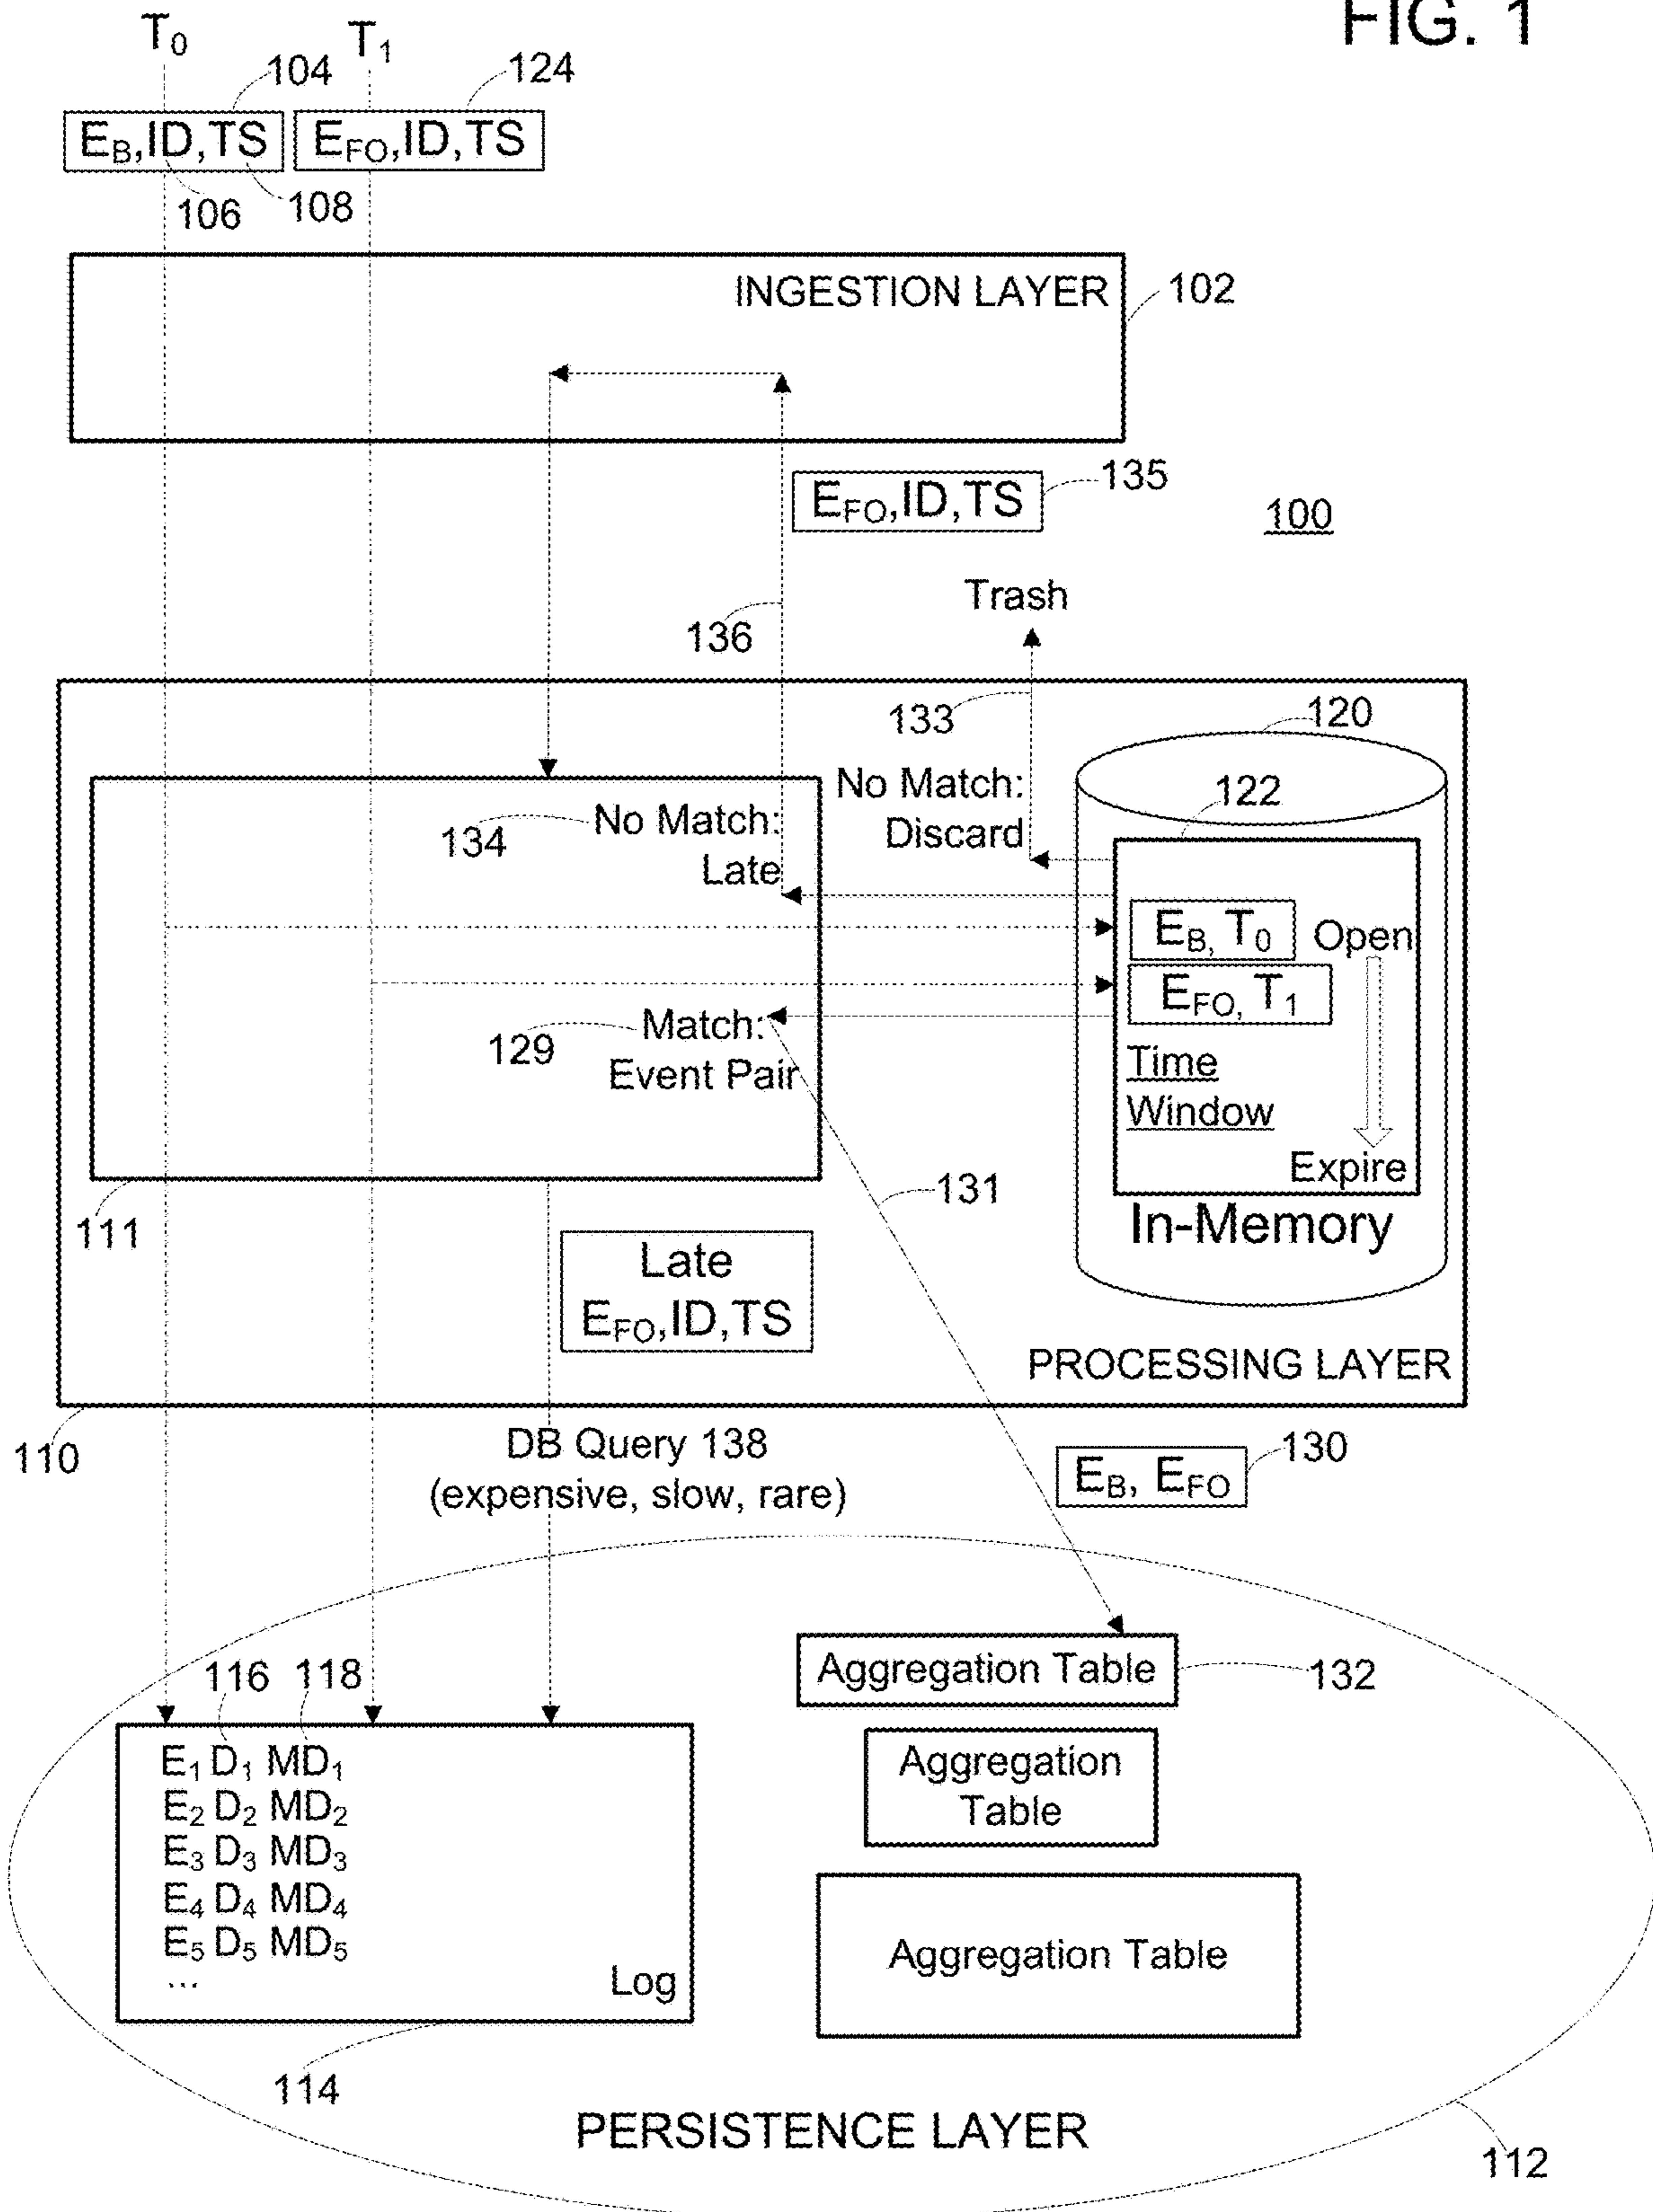 FIG. 1
T0 T1
104 124
EB,ID,TS EFO,ID,TS
106 108
INGESTION LAYER 102
EFO,ID,TS 135
100
Trash
136
133
120
No Match:
Discard
122
134 No Match:
Late
EB, T0 Open
EFO, T1
129 Match:
Event Pair
Time
Window
Expire
In-Memory
111
131
Late
EFO,ID,TS
PROCESSING LAYER
110
DB Query 138
(expensive, slow, rare)
EB, EFO 130
116 118
Aggregation Table 132
E1 D1 MD1
E2 D2 MD2
E3 D3 MD3
E4 D4 MD4
E5 D5 MD5
...
Log
Aggregation
Table
Aggregation Table
114
PERSISTENCE LAYER
112